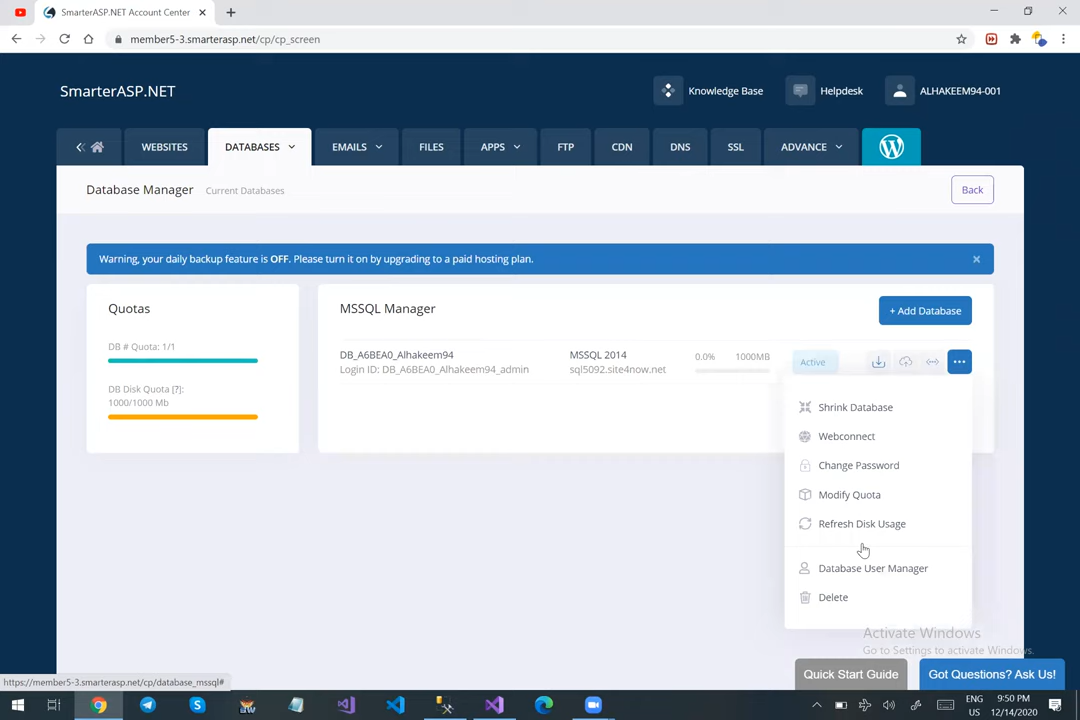 SmarterASP.NET Account Center
member5-3.smarterasp.net/cp/cp_screen
SmarterASP.NET
Knowledge Base
Helpdesk
ALHAKEEM94-001
WEBSITES
DATABASES
EMAILS
FILES
APPS
FTP
CDN
DNS
SSL
ADVANCE
Database Manager Current Databases
Back
Warning, your daily backup feature is OFF. Please turn it on by upgrading to a paid hosting plan.
Quotas
DB # Quota: 1/1
DB Disk Quota [?]:
1000/1000 Mb
MSSQL Manager
+ Add Database
DB_A6BEA0_Alhakeem94
Login ID: DB_A6BEA0_Alhakeem94_admin
MSSQL 2014
sql5092.site4now.net
0.0% 1000MB
Active
Shrink Database
Webconnect
Change Password
Modify Quota
Refresh Disk Usage
Database User Manager
Delete
Activate Windows
Go to Settings to activate Windows.
Quick Start Guide
Got Questions? Ask Us!
https://member5-3.smarterasp.net/cp/database_mssql#
ENG
US
9:50 PM
12/14/2020